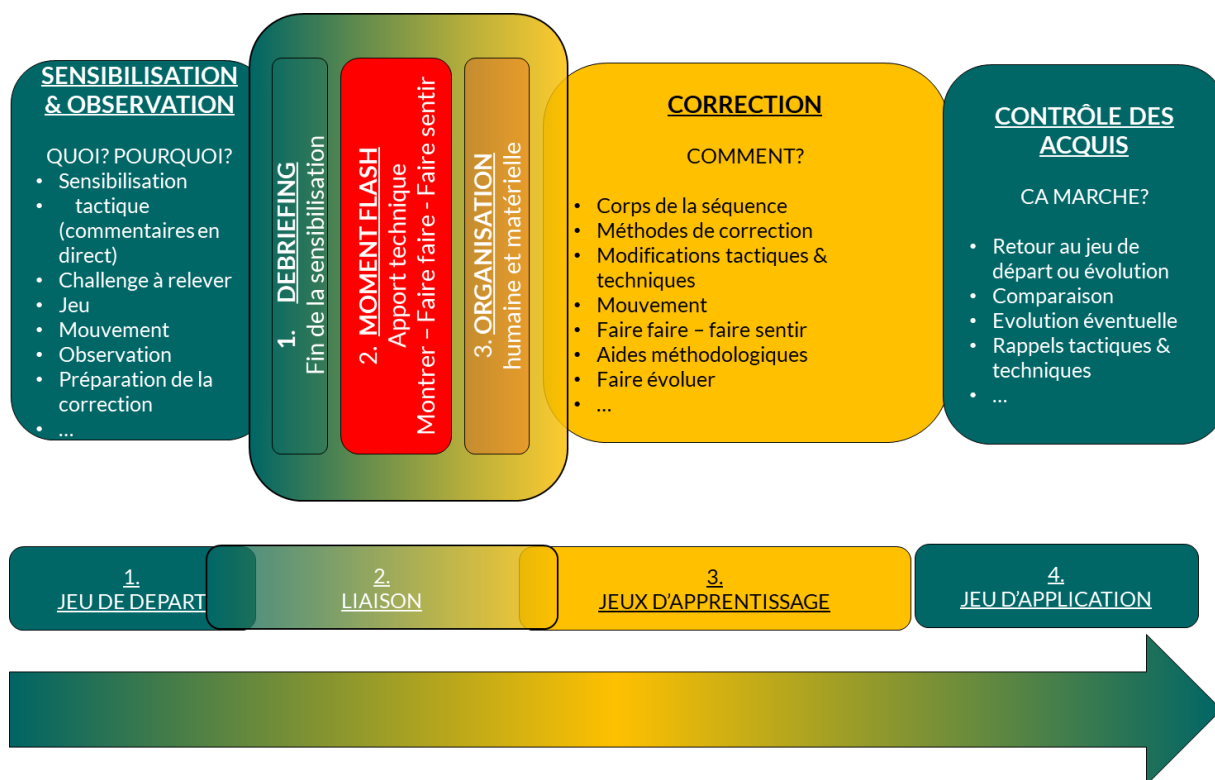 SENSIBILISATION
& OBSERVATION
QUOI? POURQUOI?
• Sensibilisation
• tactique
(commentaires en
direct)
• Challenge à relever
• Jeu
• Mouvement
• Observation
• Préparation de la
correction
• ...
1. DEBRIEFING
Fin de la sensibilisation
2. MOMENT FLASH
Apport technique
Montrer – Faire faire - Faire sentir
3. ORGANISATION
humaine et matérielle
CORRECTION
COMMENT?
• Corps de la séquence
• Méthodes de correction
• Modifications tactiques &
techniques
• Mouvement
• Faire faire – faire sentir
• Aides méthodologiques
• Faire évoluer
• ...
CONTRÔLE DES
ACQUIS
CA MARCHE?
• Retour au jeu de
départ ou évolution
• Comparaison
• Evolution éventuelle
• Rappels tactiques &
techniques
• ...
1.
JEU DE DEPART
2.
LIAISON
3.
JEUX D'APPRENTISSAGE
4.
JEU D'APPLICATION